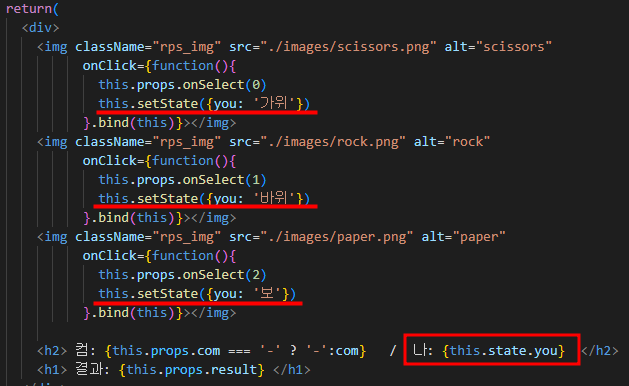 return(
<div>
<img className="rps_img" src="./images/scissors.png" alt="scissors"
onClick={function(){
this.props.onSelect(0)
this.setState({you: '가위'})
}.bind(this)}></img>
<img className="rps_img" src="./images/rock.png" alt="rock"
onClick={function(){
this.props.onSelect(1)
this.setState({you: '바위'})
}.bind(this)}></img>
<img className="rps_img" src="./images/paper.png" alt="paper"
onClick={function(){
this.props.onSelect(2)
this.setState({you: '보'})
}.bind(this)}></img>
<h2> 컴: {this.props.com === '-' ? '-':com} / 나: {this.state.you} </h2>
<h1> 결과: {this.props.result} </h1>